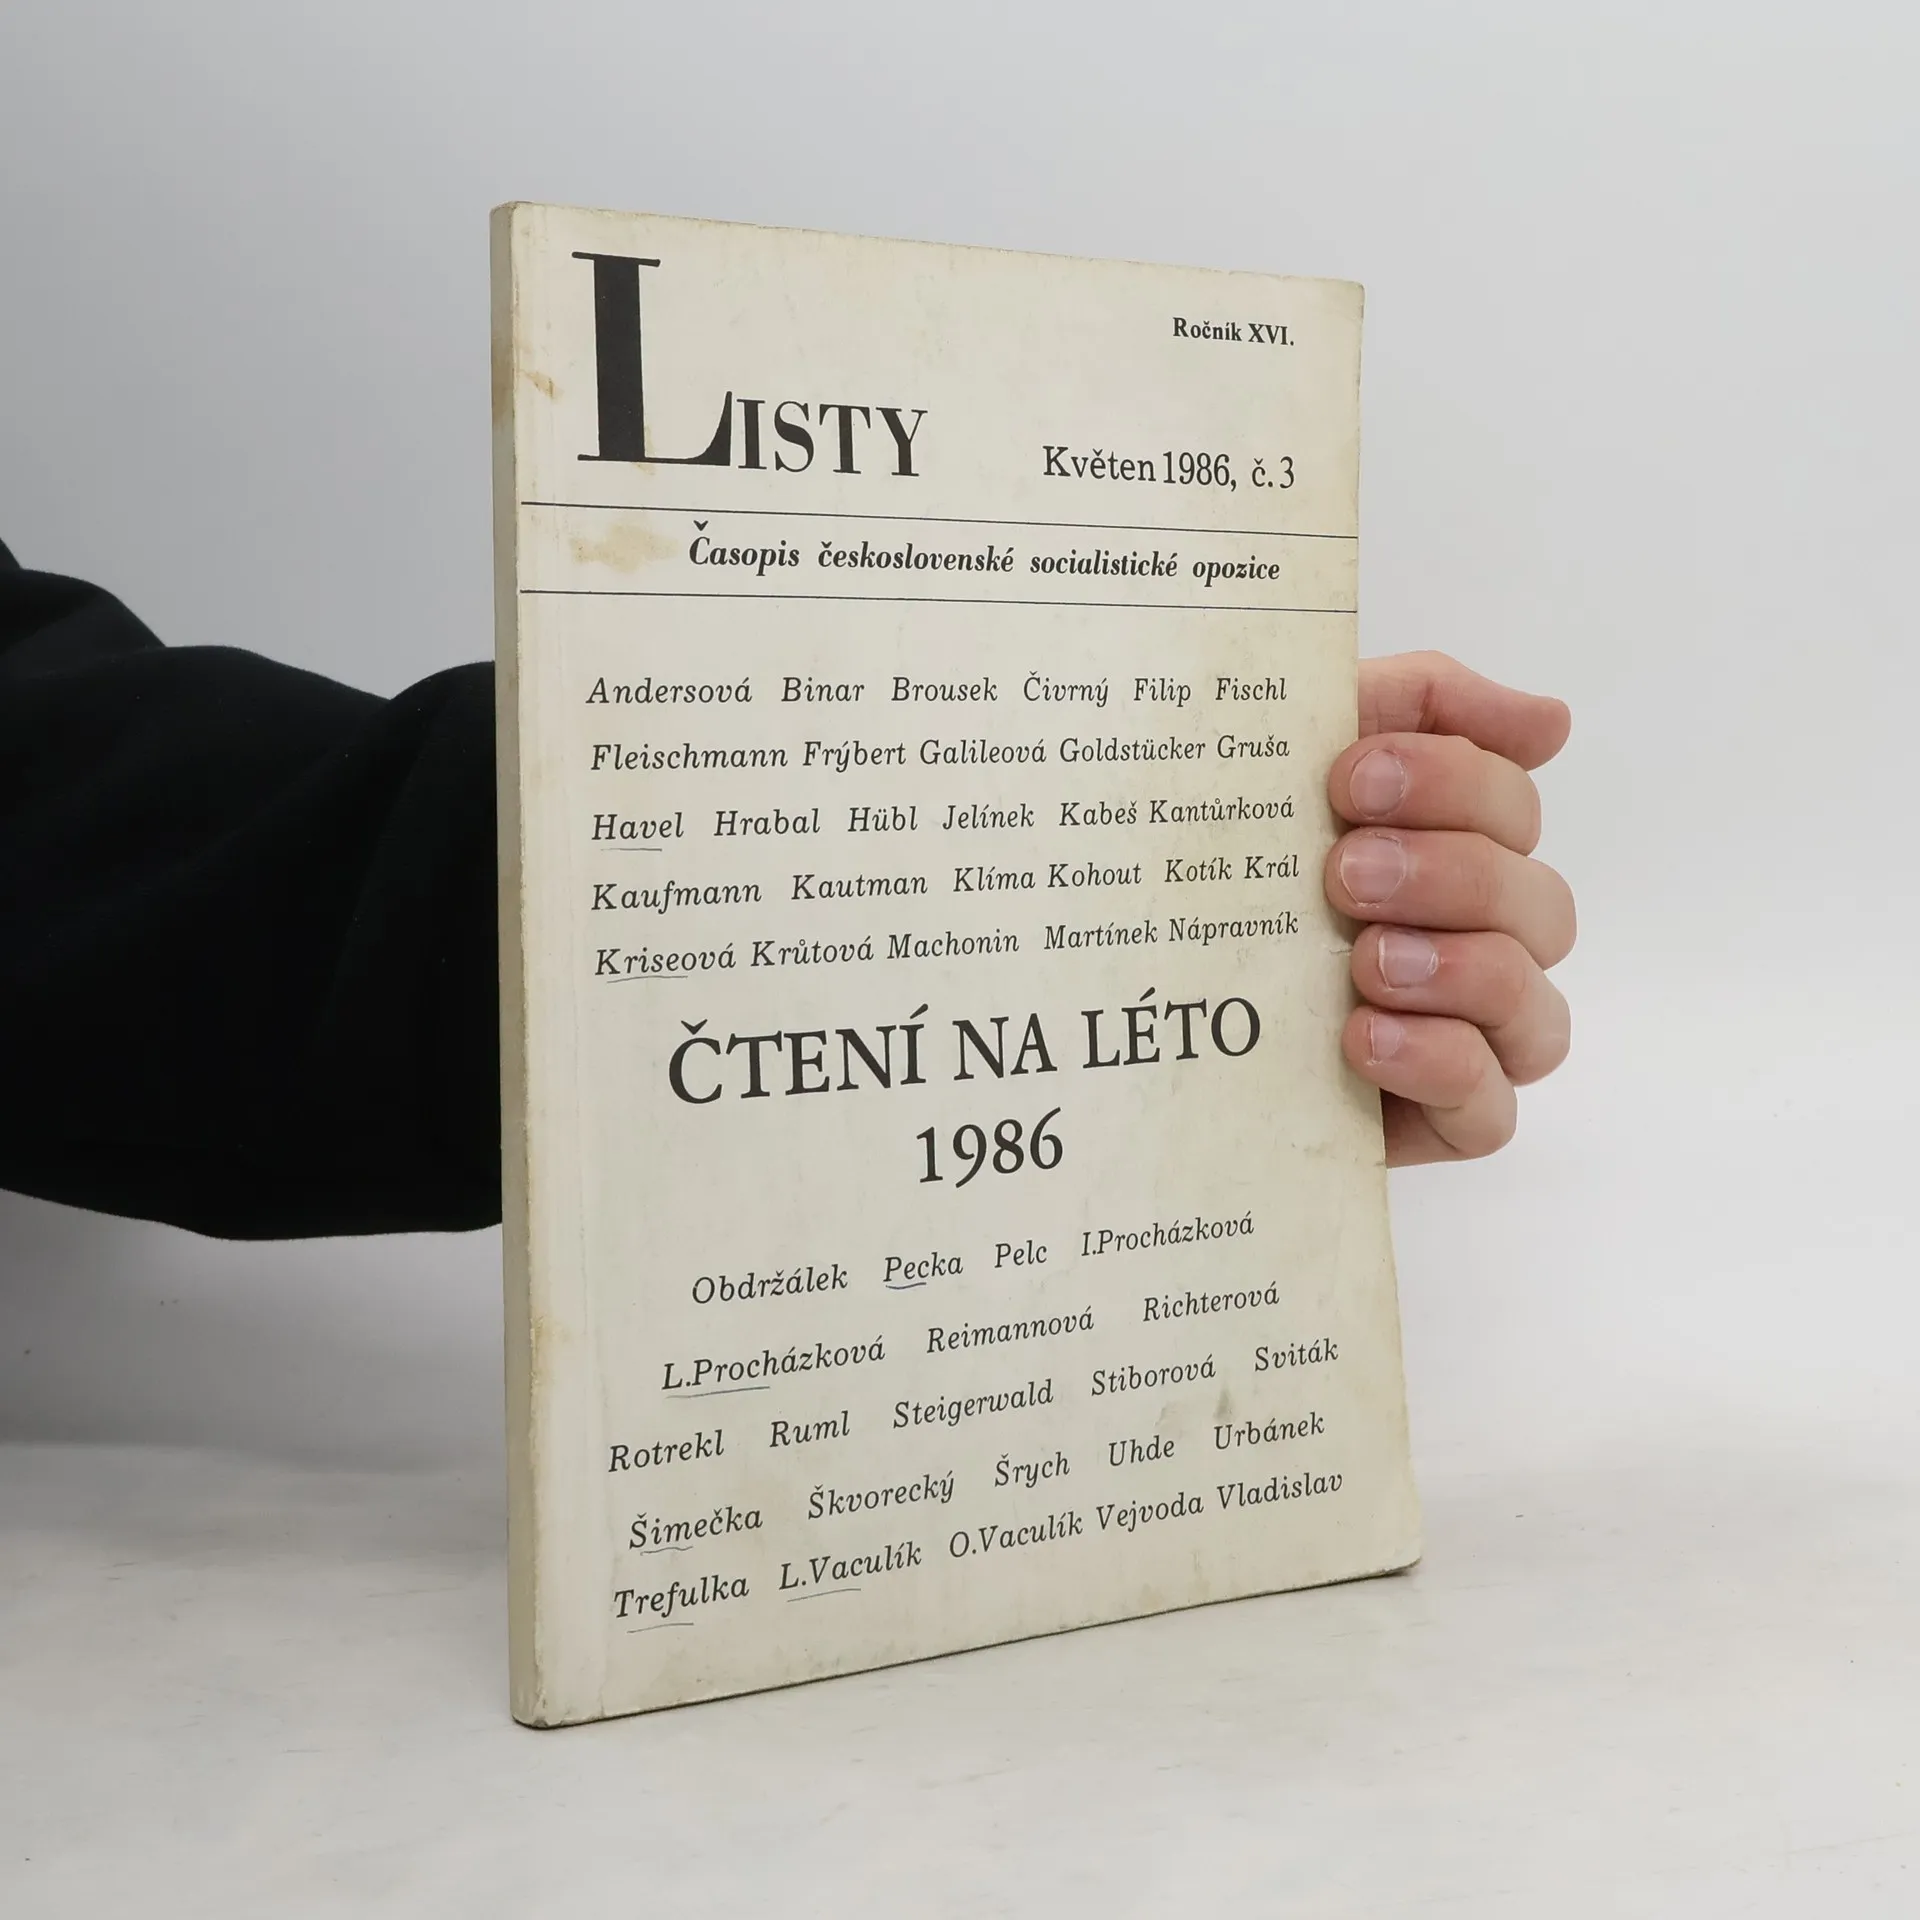 Ročník XVI.
LISTY
Květen 1986, č. 3
Časopis československé socialistické opozice
Andersová Binar Brousek Čivrný Filip Fischl
Fleischmann Frýbert Galileová Goldstücker Gruša
Havel Hrabal Hübl Jelínek Kabeš Kantůrková
Kaufmann Kautman Klíma Kohout Kotík Král
Kriseová Krůtová Machonin Martínek Nápravník
ČTENÍ NA LÉTO
1986
Obdržálek Pecka Pelc I.Procházková
L.Procházková Reimannová Richterová
Rotrekl Ruml Steigerwald Stiborová Sviták
Šimečka Škvorecký Šrych Uhde Urbánek
Trefulka L.Vaculík O.Vaculík Vejvoda Vladislav